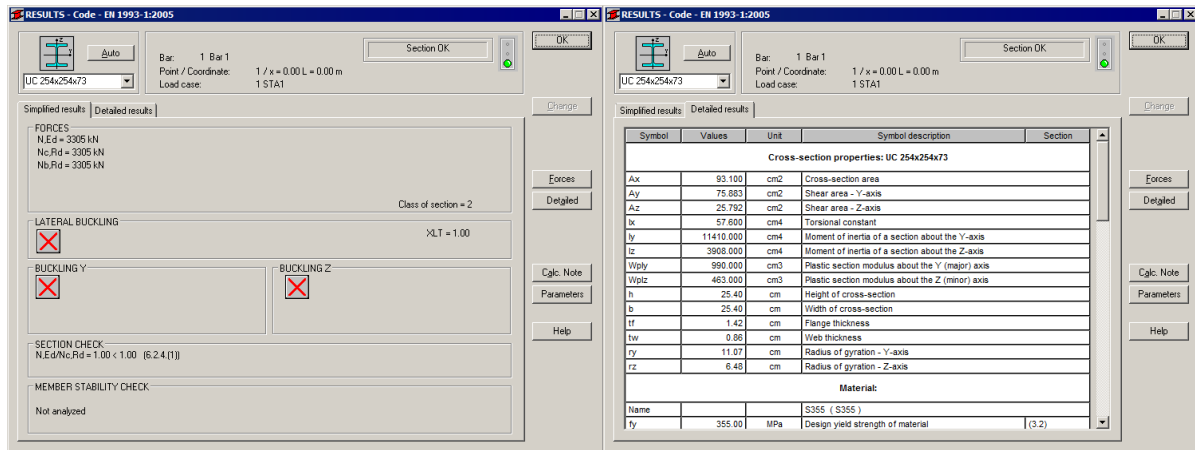 RESULTS - Code - EN 1993-1:2005
z
y
Auto
UC 254x254x73
Bar: 1 Bar 1
Point / Coordinate: 1 / x = 0.00 L = 0.00 m
Load case: 1 STA1
Section OK
OK
Simplified results Detailed results
Change
FORCES
N,Ed = 3305 kN
Nc,Rd = 3305 kN
Nb,Rd = 3305 kN
Class of section = 2
Forces
Detailed
LATERAL BUCKLING
XLT = 1.00
BUCKLING Y
BUCKLING Z
Calc. Note
Parameters
Help
SECTION CHECK
N,Ed/Nc,Rd = 1.00 < 1.00 (6.2.4.(1))
MEMBER STABILITY CHECK
Not analyzed
RESULTS - Code - EN 1993-1:2005
z
y
Auto
UC 254x254x73
Bar: 1 Bar 1
Point / Coordinate: 1 / x = 0.00 L = 0.00 m
Load case: 1 STA1
Section OK
OK
Simplified results Detailed results
Change
Symbol Values Unit Symbol description Section
Cross-section properties: UC 254x254x73
Ax 93.100 cm2 Cross-section area
Ay 75.883 cm2 Shear area - Y-axis
Az 25.792 cm2 Shear area - Z-axis
Ix 57.600 cm4 Torsional constant
Iy 11410.000 cm4 Moment of inertia of a section about the Y-axis
Iz 3908.000 cm4 Moment of inertia of a section about the Z-axis
Wply 990.000 cm3 Plastic section modulus about the Y (major) axis
Wplz 463.000 cm3 Plastic section modulus about the Z (minor) axis
h 25.40 cm Height of cross-section
b 25.40 cm Width of cross-section
tf 1.42 cm Flange thickness
tw 0.86 cm Web thickness
ry 11.07 cm Radius of gyration - Y-axis
rz 6.48 cm Radius of gyration - Z-axis
Material:
Name S355 ( S355 )
fy 355.00 MPa Design yield strength of material (3.2)
Forces
Detailed
Calc. Note
Parameters
Help